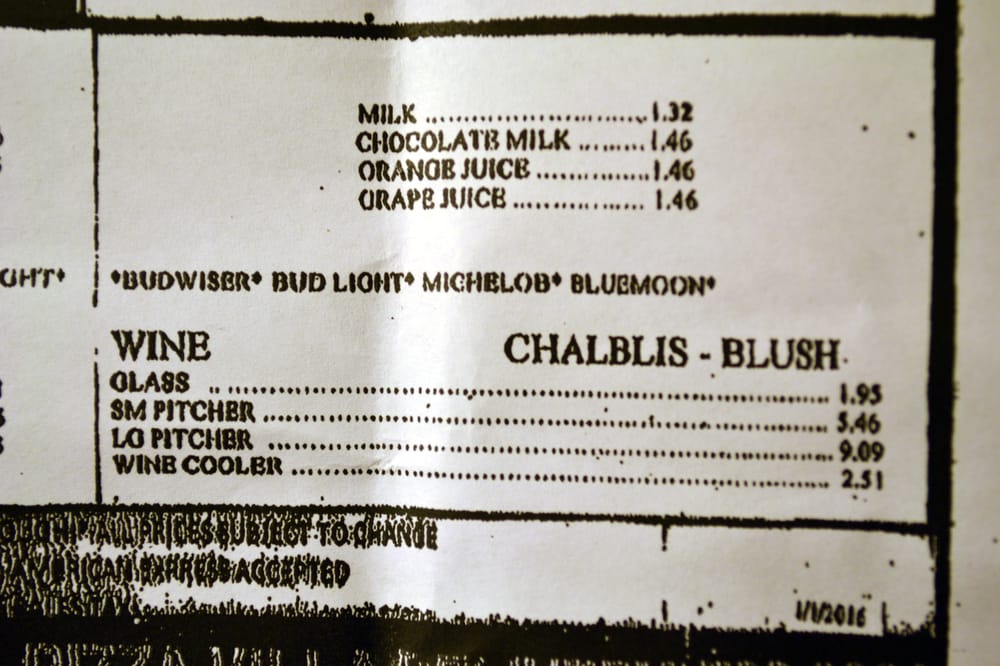 MILK ........................... 1.32
CHOCOLATE MILK ......... 1.46
ORANGE JUICE ................ 1.46
GRAPE JUICE ................... 1.46
GHT*
*BUDWISER* BUD LIGHT* MICHELOB* BLUEMOON*
WINE CHALBLIS - BLUSH
GLASS .. .................................................................. 1.95
SM PITCHER .................................................................. 5.46
LG PITCHER .................................................................. 9.09
WINE COOLER .................................................................. 2.51
ALL PRICES SUBJECT TO CHANGE
AMERICAN EXPRESS ACCEPTED
1/1/2016